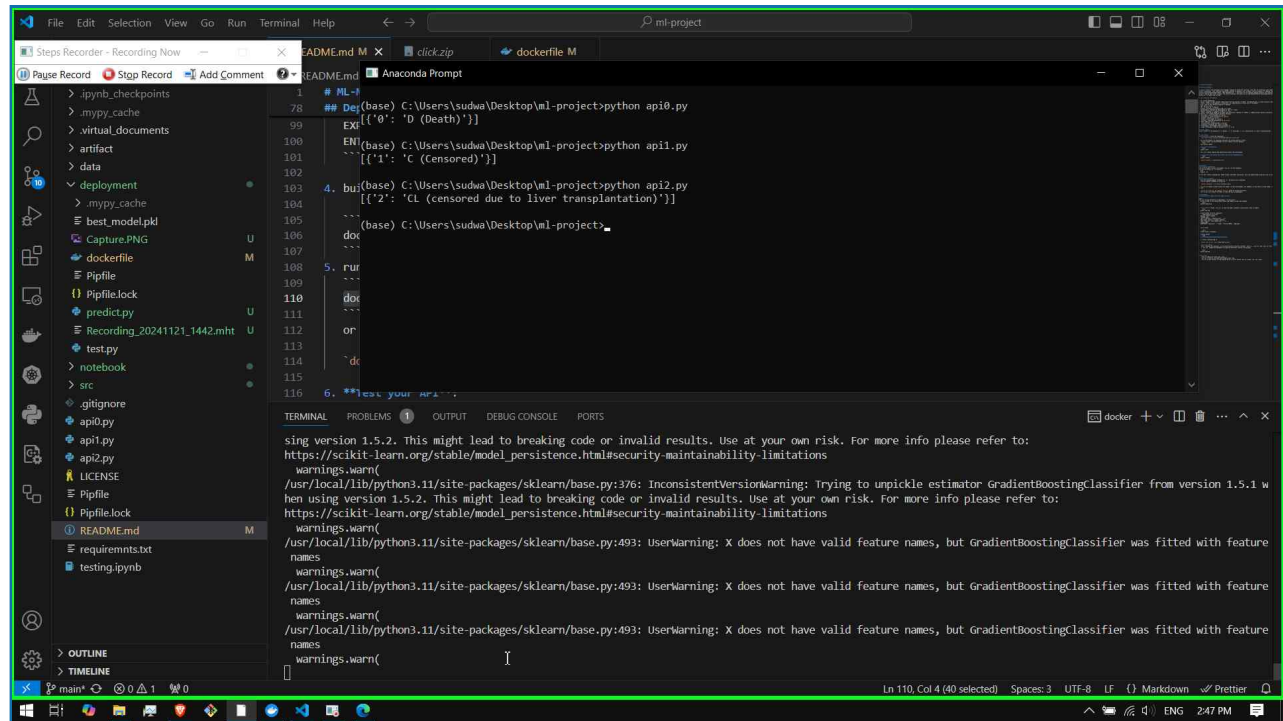 File Edit Selection View Go Run Terminal Help
ml-project
Steps Recorder - Recording Now
Pause Record Stop Record Add Comment
README.md M
click.zip
dockerfile M
README.md
Anaconda Prompt
.ipynb_checkpoints
.mypy_cache
.virtual_documents
artifact
data
deployment
.mypy_cache
best_model.pkl
Capture.PNG U
dockerfile M
Pipfile
Pipfile.lock
predict.py U
Recording_20241121_1442.mht U
test.py
notebook
src
.gitignore
api0.py
api1.py
api2.py
LICENSE
Pipfile
Pipfile.lock
README.md M
requiremnts.txt
testing.ipynb
OUTLINE
TIMELINE
10
1 # ML-M
78 ## Dep
99 EXP
100 ENT
101 ```
102
103 4. bui
104
105 ```
106 doc
107 ```
108 5. run
109 ```
110 doc
111 ```
112 or
113
114 `do
115
116 6. **Test your API**:
(base) C:\Users\sudwa\Desktop\ml-project>python api0.py
[{'0': 'D (Death)'}]
(base) C:\Users\sudwa\Desktop\ml-project>python api1.py
[{'1': 'C (Censored)'}]
(base) C:\Users\sudwa\Desktop\ml-project>python api2.py
[{'2': 'CL (censored due to liver transplantation)'}]
(base) C:\Users\sudwa\Desktop\ml-project>
TERMINAL PROBLEMS 1 OUTPUT DEBUG CONSOLE PORTS
docker
sing version 1.5.2. This might lead to breaking code or invalid results. Use at your own risk. For more info please refer to:
https://scikit-learn.org/stable/model_persistence.html#security-maintainability-limitations
warnings.warn(
/usr/local/lib/python3.11/site-packages/sklearn/base.py:376: InconsistentVersionWarning: Trying to unpickle estimator GradientBoostingClassifier from version 1.5.1 w
hen using version 1.5.2. This might lead to breaking code or invalid results. Use at your own risk. For more info please refer to:
https://scikit-learn.org/stable/model_persistence.html#security-maintainability-limitations
warnings.warn(
/usr/local/lib/python3.11/site-packages/sklearn/base.py:493: UserWarning: X does not have valid feature names, but GradientBoostingClassifier was fitted with feature
names
warnings.warn(
/usr/local/lib/python3.11/site-packages/sklearn/base.py:493: UserWarning: X does not have valid feature names, but GradientBoostingClassifier was fitted with feature
names
warnings.warn(
/usr/local/lib/python3.11/site-packages/sklearn/base.py:493: UserWarning: X does not have valid feature names, but GradientBoostingClassifier was fitted with feature
names
warnings.warn(
main* 0 1 0
Ln 110, Col 4 (40 selected) Spaces: 3 UTF-8 LF {} Markdown Prettier
ENG 2:47 PM